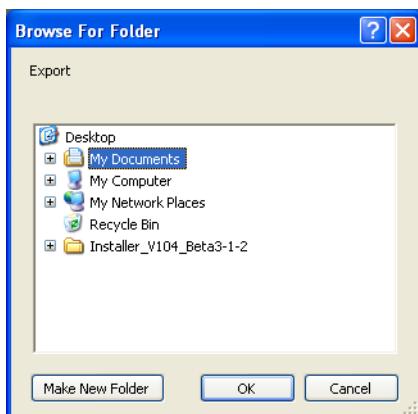 Browse For Folder
Export
Desktop
My Documents
My Computer
My Network Places
Recycle Bin
Installer_V104_Beta3-1-2
Make New Folder OK Cancel